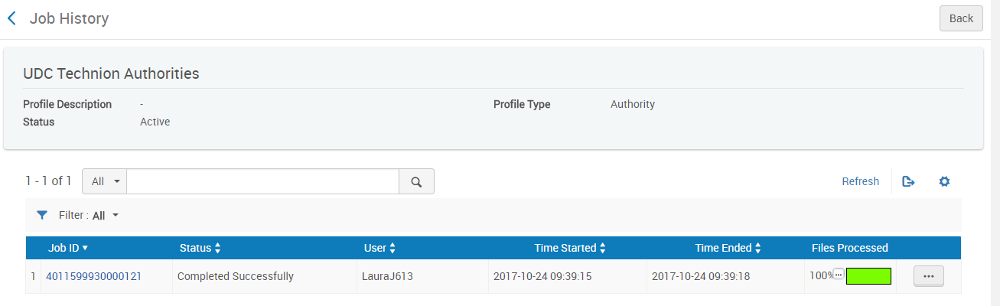 Job History
Back
UDC Technion Authorities
Profile Description - Profile Type Authority
Status Active
1 - 1 of 1 All Refresh
Filter : All
Job ID Status User Time Started Time Ended Files Processed
1 4011599930000121 Completed Successfully LauraJ613 2017-10-24 09:39:15 2017-10-24 09:39:18 100% ... ...